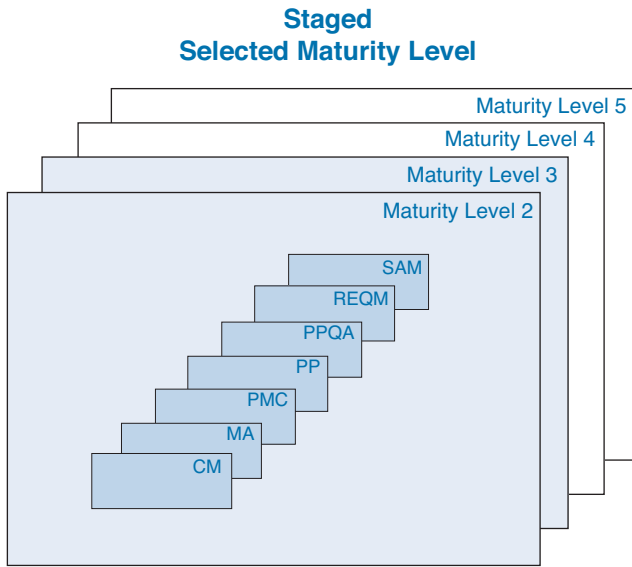 Staged
Selected Maturity Level
Maturity Level 5
Maturity Level 4
Maturity Level 3
Maturity Level 2
SAM
REQM
PPQA
PP
PMC
MA
CM